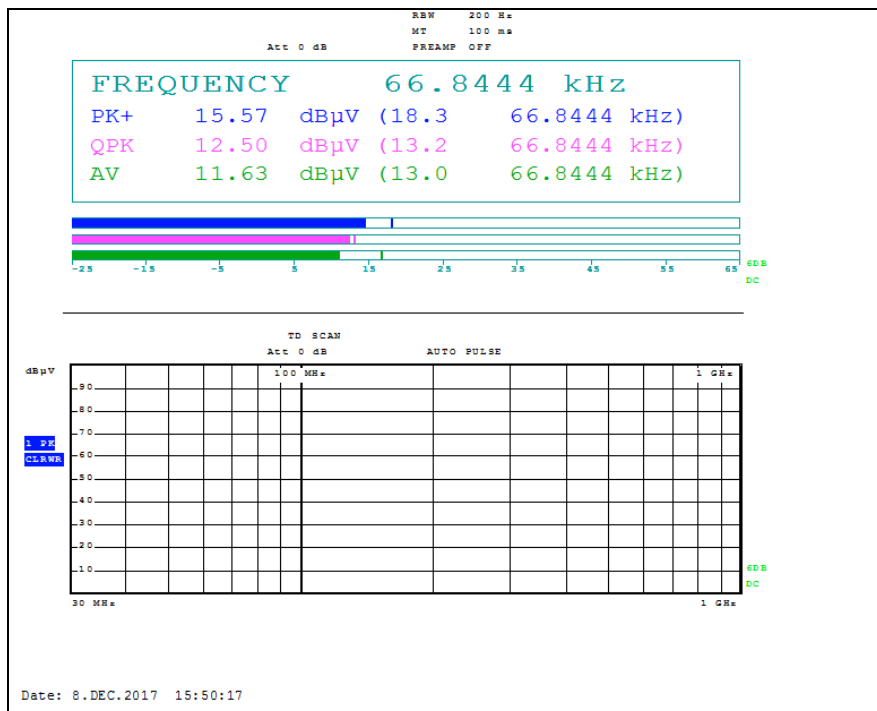 RBW 200 Hz
MT 100 ms
Att 0 dB PREAMP OFF
FREQUENCY 66.8444 kHz
PK+ 15.57 dBµV (18.3 66.8444 kHz)
QPK 12.50 dBµV (13.2 66.8444 kHz)
AV 11.63 dBµV (13.0 66.8444 kHz)
-25 -15 -5 5 15 25 35 45 55 65
6DB
DC
TD SCAN
Att 0 dB AUTO PULSE
dBµV
100 MHz 1 GHz
90
80
70
1 PK
60
CLRWR
50
40
30
20
10
6DB
DC
30 MHz 1 GHz
Date: 8.DEC.2017 15:50:17